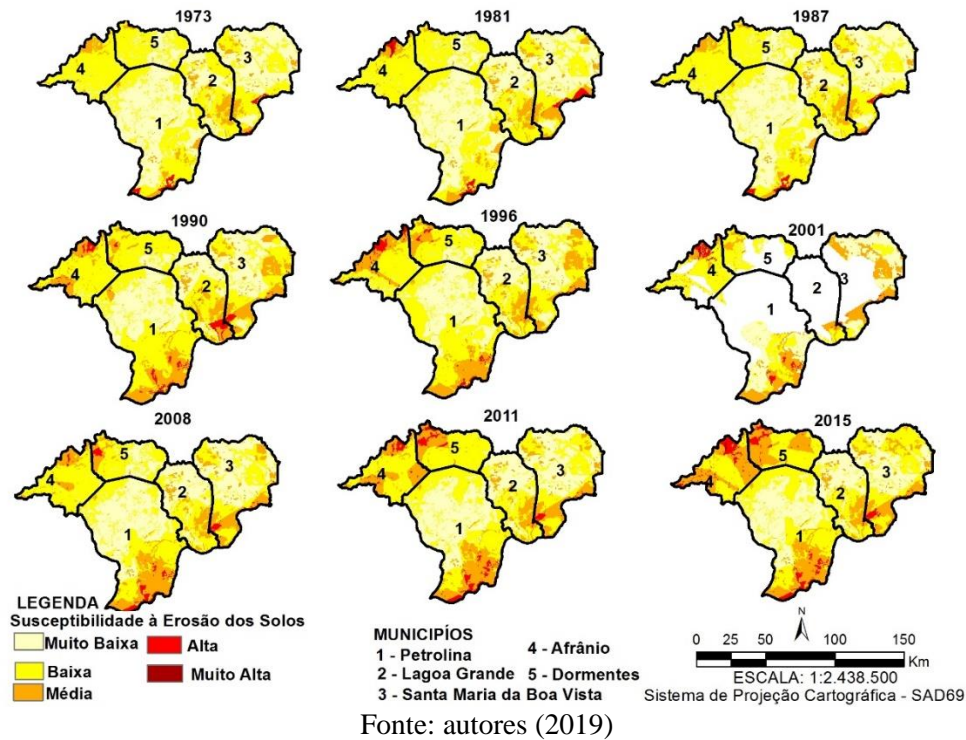 1973
1981
1987
4
5
1
2
3
4
5
1
2
3
4
5
1
2
3
1990
1996
2001
4
5
1
2
3
4
5
1
2
3
4
5
1
2
3
2008
2011
2015
4
5
1
2
3
4
5
1
2
3
4
5
1
2
3
LEGENDA
Susceptibilidade à Erosão dos Solos
Muito Baixa
Alta
Baixa
Muito Alta
Média
MUNICIPÍOS
1 - Petrolina
4 - Afrânio
2 - Lagoa Grande
5 - Dormentes
3 - Santa Maria da Boa Vista
N
0 25 50 100 150
Km
ESCALA: 1:2.438.500
Sistema de Projeção Cartográfica - SAD69
Fonte: autores (2019)